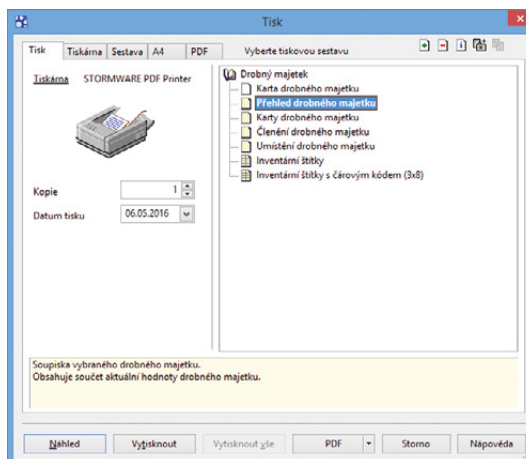 Tisk
Tisk Tiskárna Sestava A4 PDF Vyberte tiskovou sestavu
Tiskárna STORMWARE PDF Printer
Kopie 1
Datum tisku 06.05.2016
Drobný majetek
Karta drobného majetku
Přehled drobného majetku
Karty drobného majetku
Členění drobného majetku
Umístění drobného majetku
Inventární štítky
Inventární štítky s čárovým kódem (3x8)
Soupiska vybraného drobného majetku.
Obsahuje součet aktuální hodnoty drobného majetku.
Náhled Vytisknout Vytisknout vše PDF Storno Nápověda